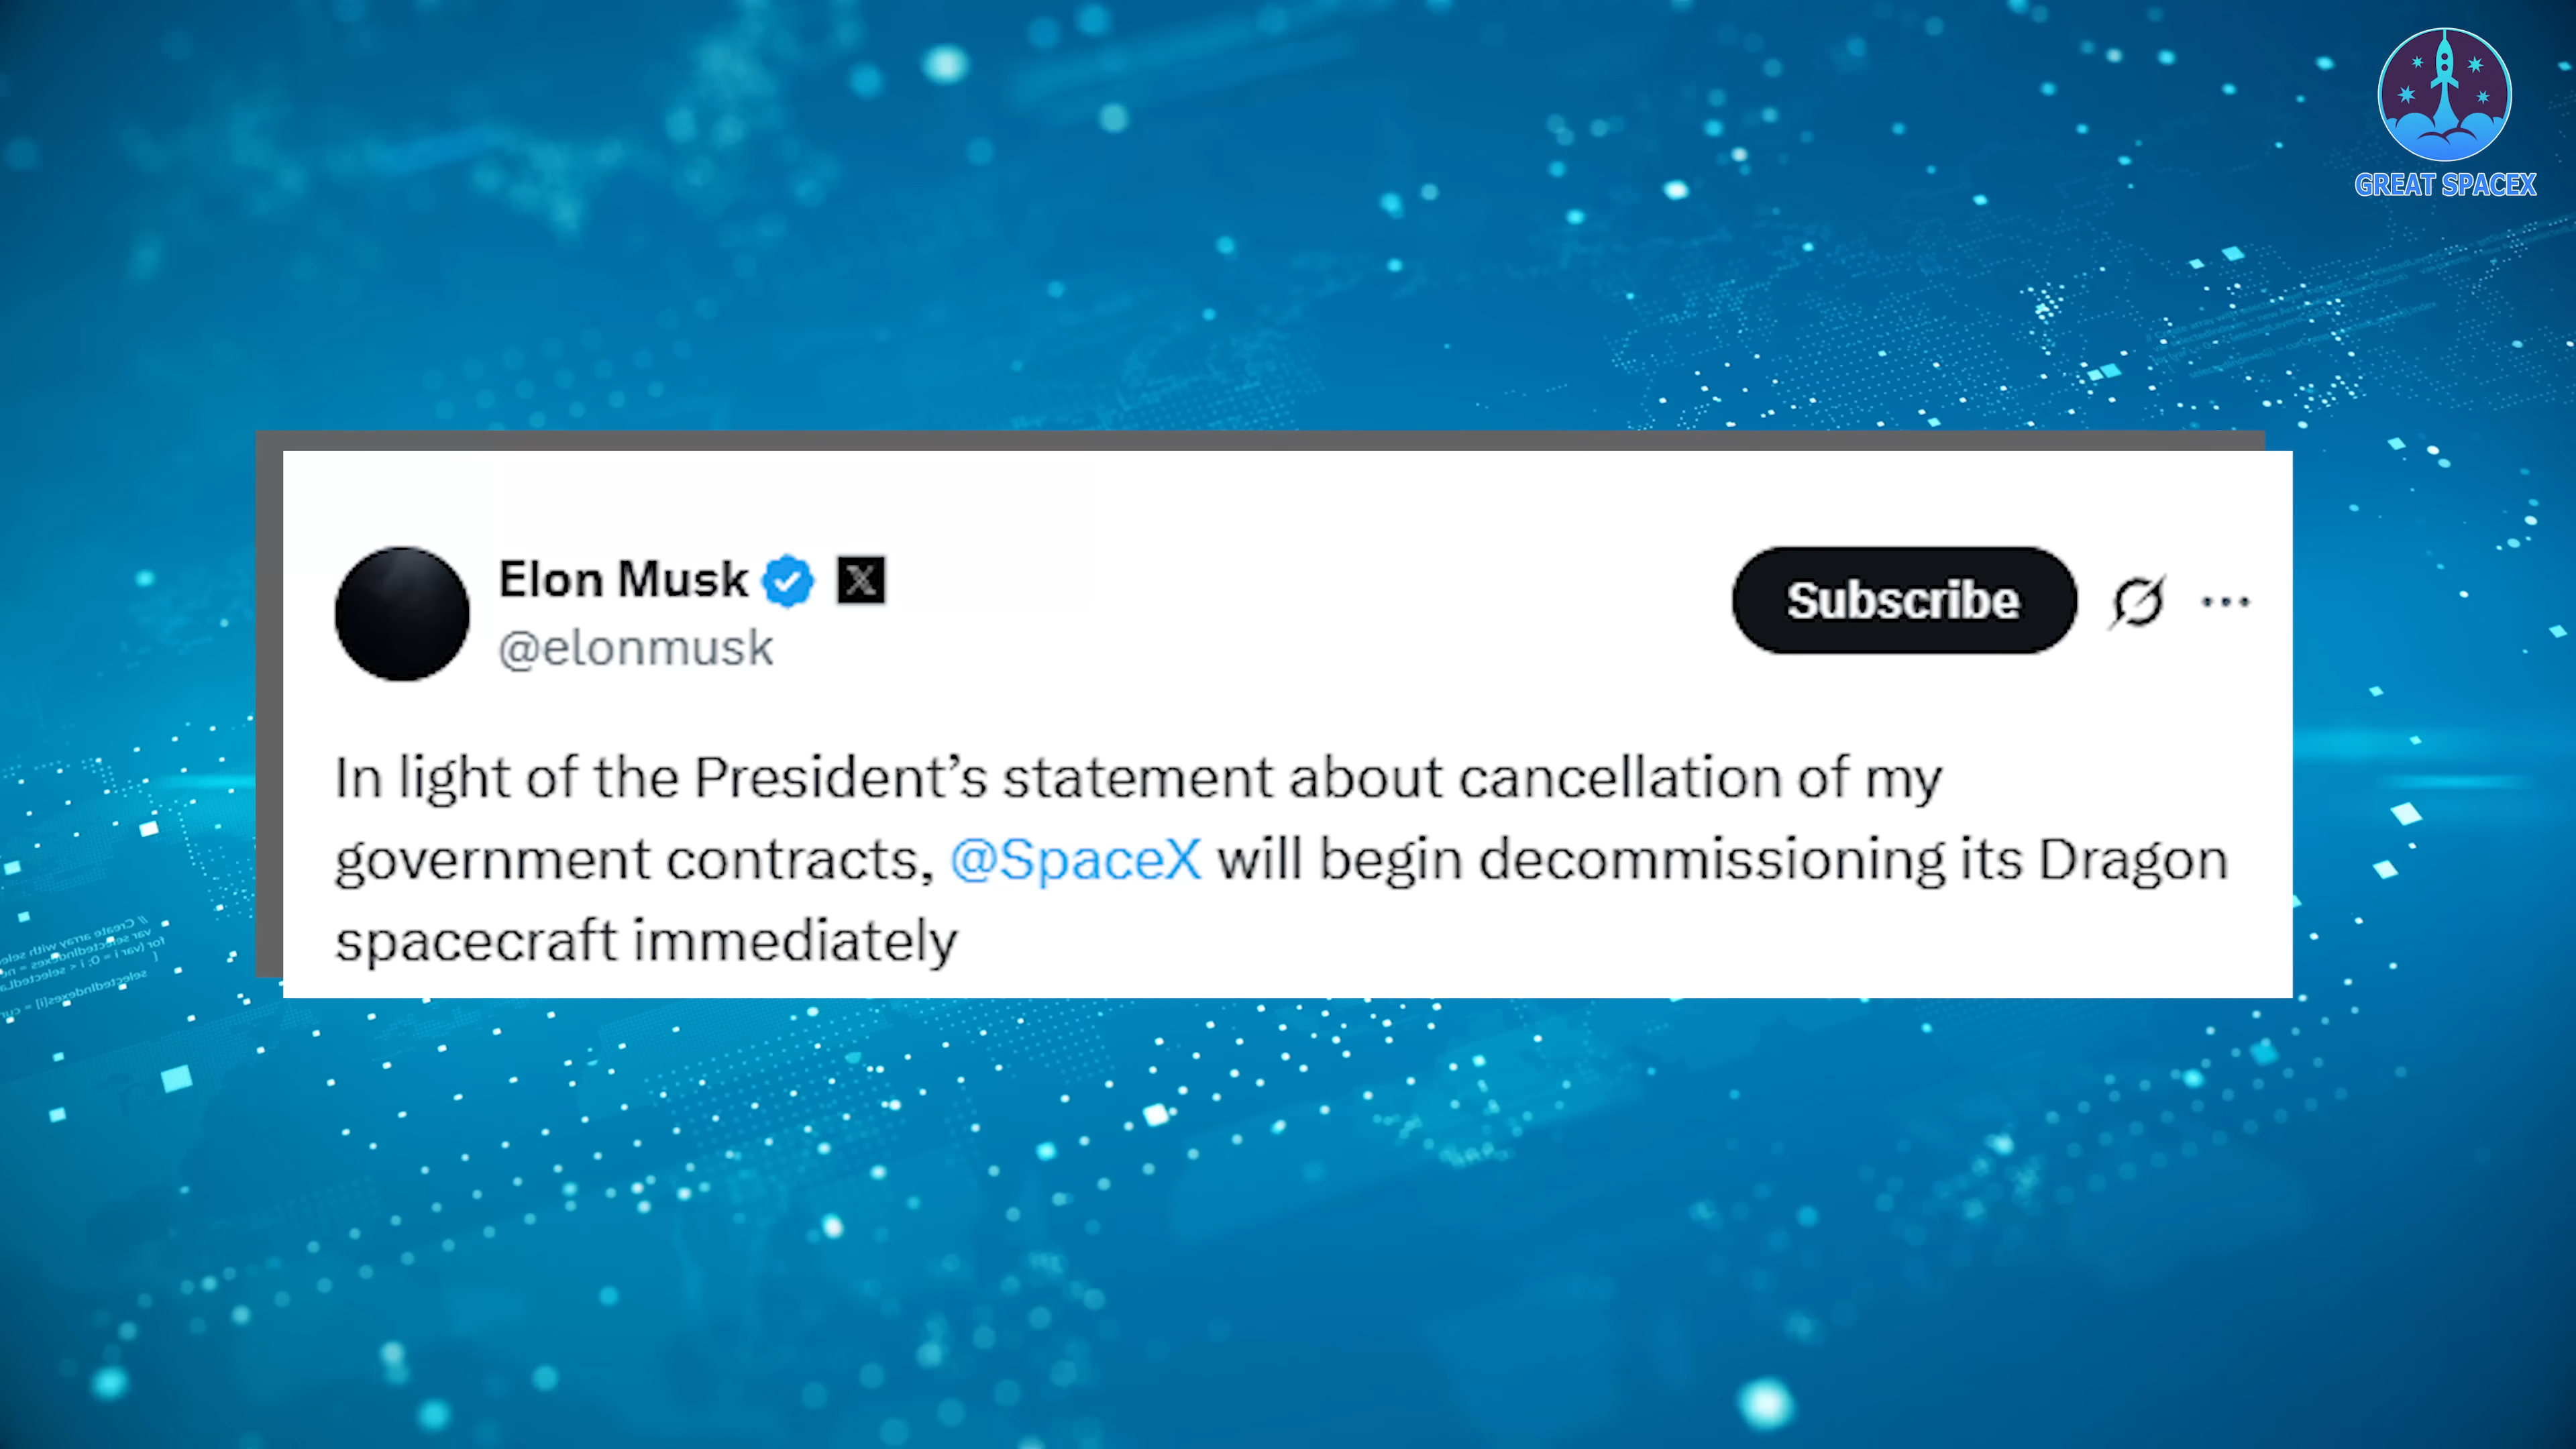 GREAT SPACEX
Elon Musk
@elonmusk
Subscribe
In light of the President’s statement about cancellation of my
government contracts, @SpaceX will begin decommissioning its Dragon
spacecraft immediately